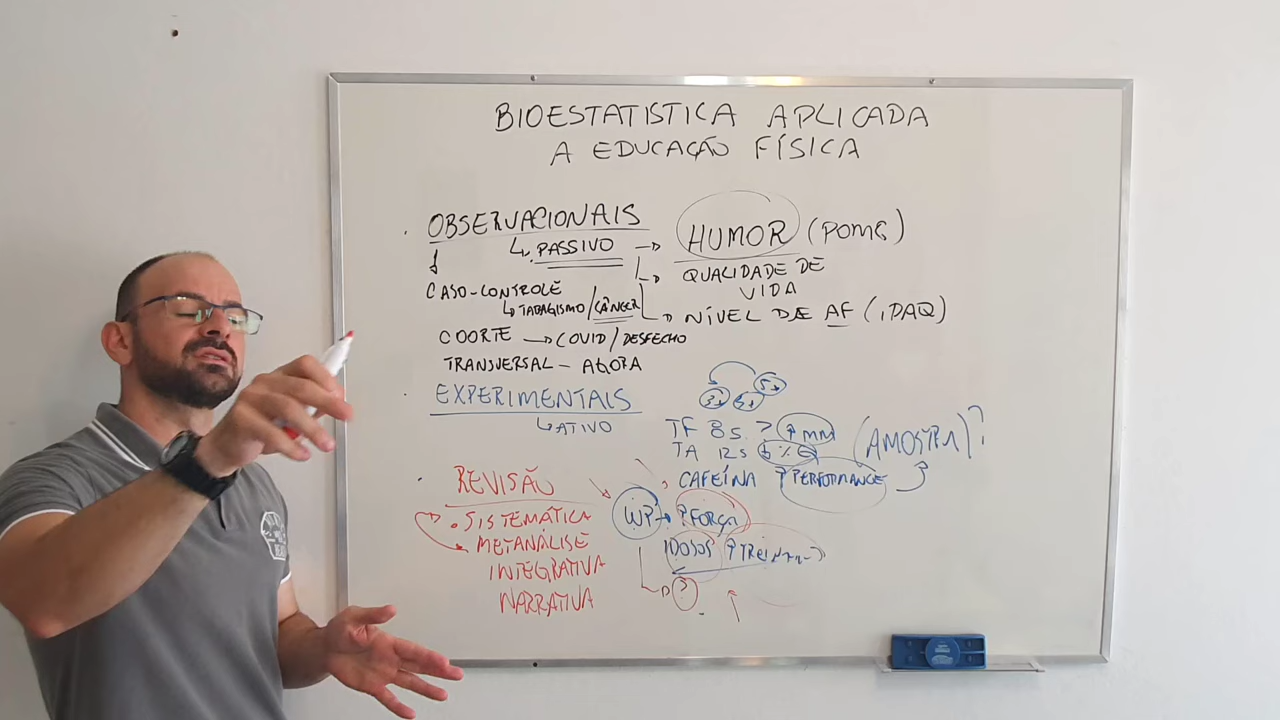 BIOESTATISTICA APLICADA
A EDUCAÇÃO FÍSICA
OBSERVACIONAIS
↳ PASSIVO → HUMOR (POMS)
QUALIDADE DE
VIDA
NÍVEL DE AF (IPAQ)
CASO-CONTROLE
↳ TABAGISMO/CÂNCER
COORTE → COVID/DESFECHO
TRANSVERSAL - AGORA
EXPERIMENTAIS
↳ ATIVO
TF 8S > ↑MM
TA 12S
CAFEÍNA ↑PERFORMANCE
(AMOSTRA)?
REVISÃO
SISTEMÁTICA
METANÁLISE
INTEGRATIVA
NARRATIVA
WP → ↑FORÇA
IDOSOS
?